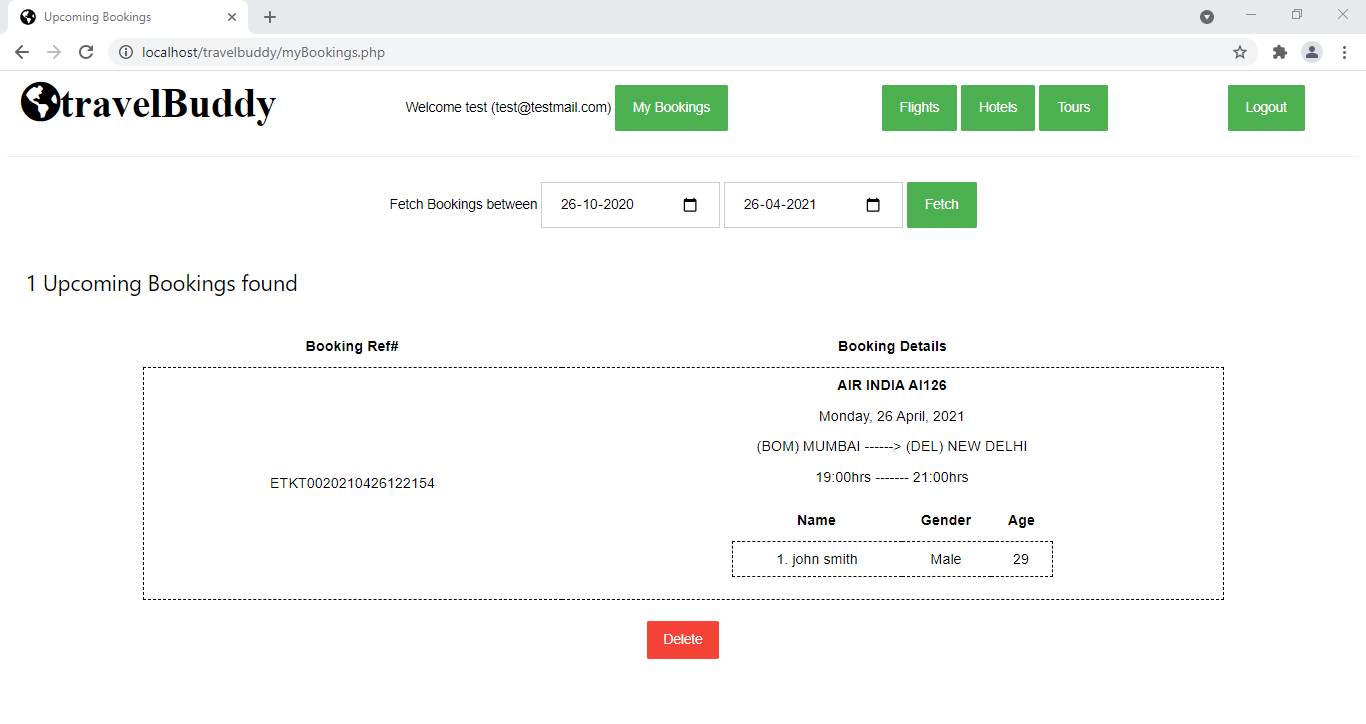 Upcoming Bookings
localhost/travelbuddy/myBookings.php
travelBuddy Welcome test (test@testmail.com) My Bookings Flights Hotels Tours Logout
Fetch Bookings between 26-10-2020 26-04-2021 Fetch
1 Upcoming Bookings found
Booking Ref# Booking Details
AIR INDIA AI126
Monday, 26 April, 2021
(BOM) MUMBAI ------> (DEL) NEW DELHI
19:00hrs ------- 21:00hrs
ETKT0020210426122154
Name Gender Age
1. john smith Male 29
Delete